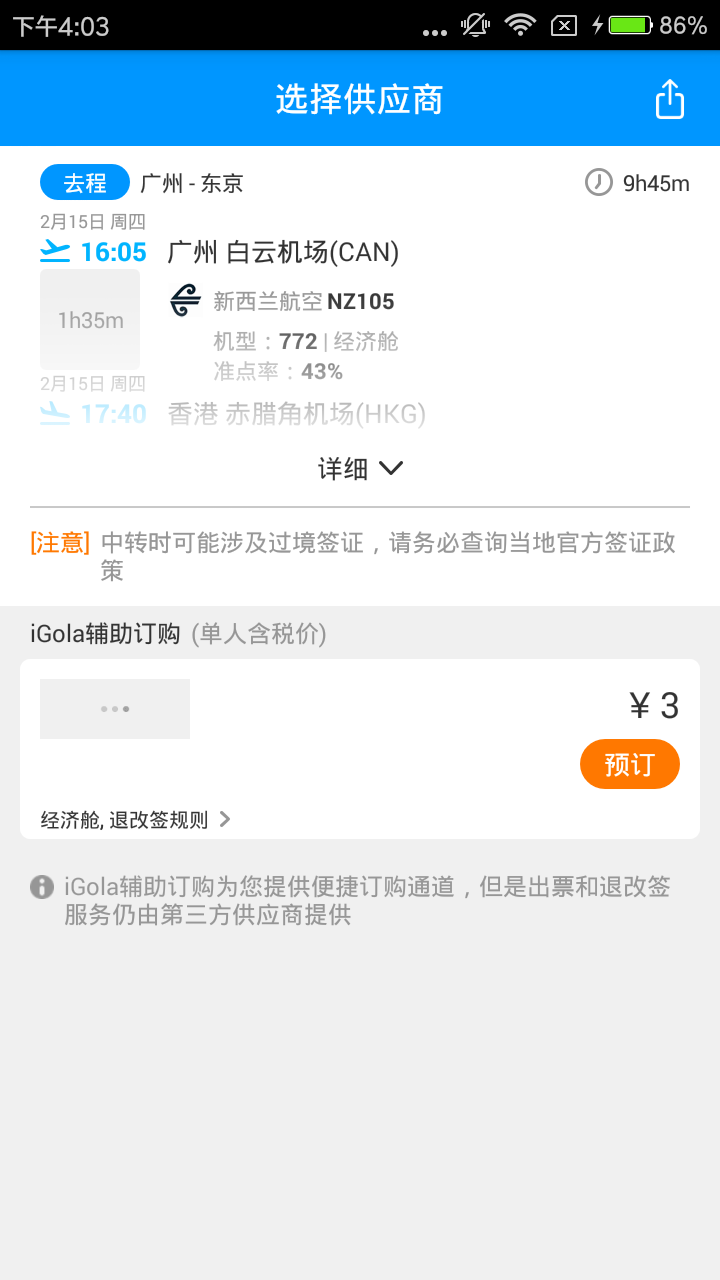 下午4:03
86%
选择供应商
去程 广州 - 东京 9h45m
2月15日 周四
16:05 广州 白云机场(CAN)
1h35m
新西兰航空 NZ105
机型：772 | 经济舱
准点率：43%
2月15日 周四
17:40 香港 赤腊角机场(HKG)
详细
[注意] 中转时可能涉及过境签证，请务必查询当地官方签证政
策
iGola辅助订购 (单人含税价)
¥ 3
预订
经济舱, 退改签规则
iGola辅助订购为您提供便捷订购通道，但是出票和退改签
服务仍由第三方供应商提供